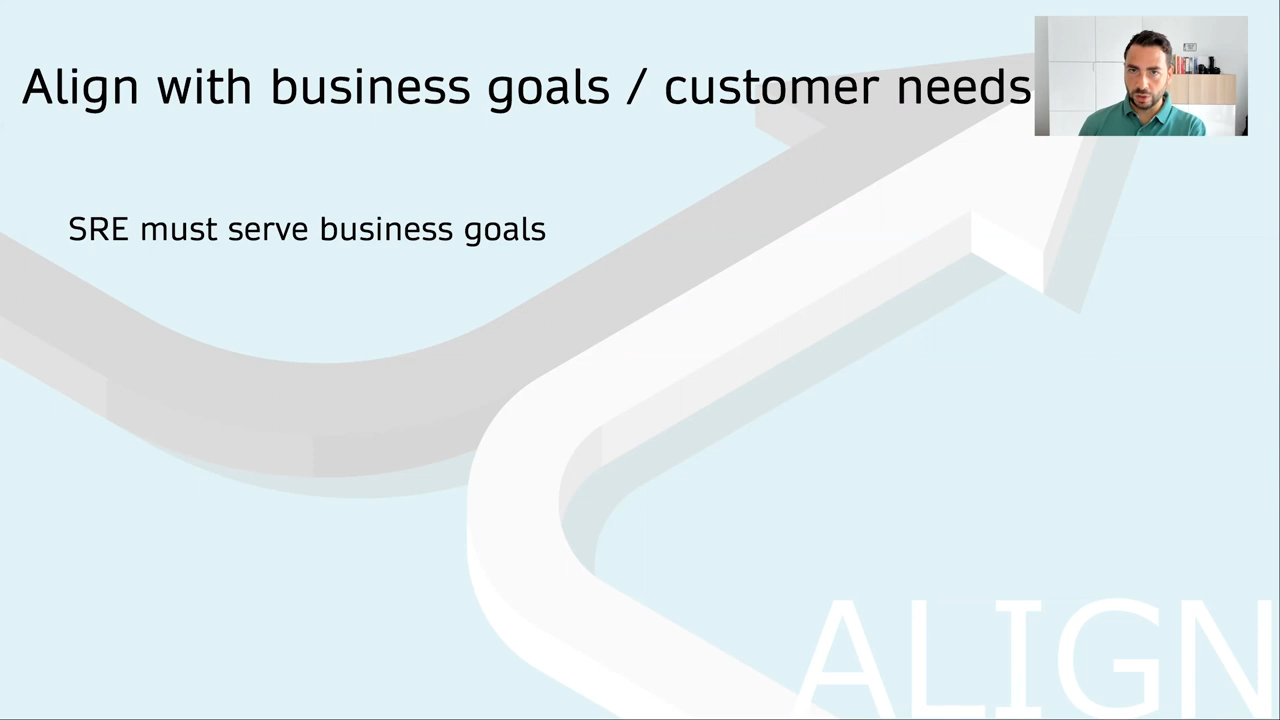 Align with business goals / customer needs
SRE must serve business goals
ALIGN